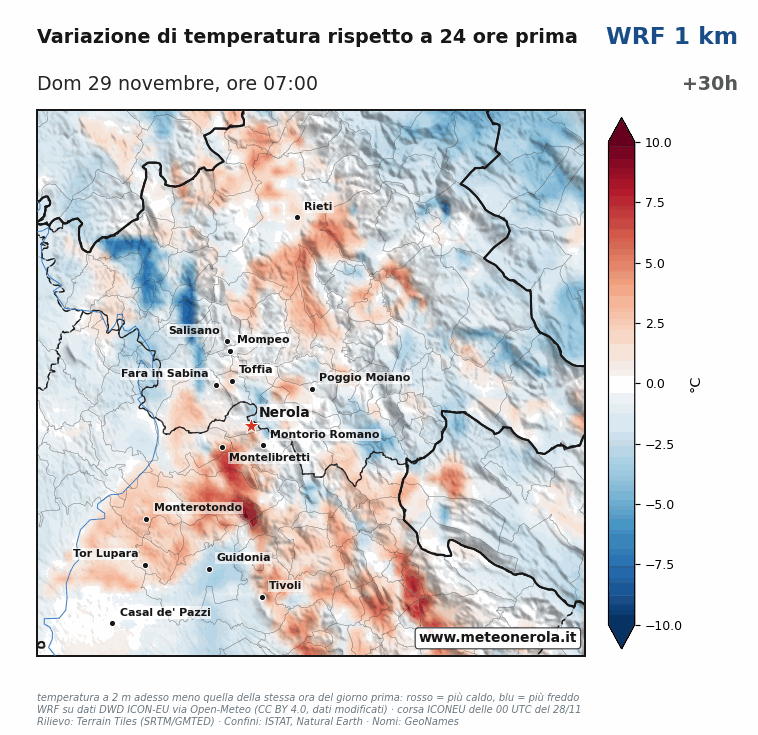 Variazione di temperatura rispetto a 24 ore prima
WRF 1 km
Dom 29 novembre, ore 07:00
+30h
Rieti
Salisano
Mompeo
Fara in Sabina
Toffia
Poggio Moiano
Nerola
Montorio Romano
Montelibretti
Monterotondo
Tor Lupara
Guidonia
Tivoli
Casal de' Pazzi
www.meteonerola.it
10.0
7.5
5.0
2.5
0.0
−2.5
−5.0
−7.5
−10.0
°C
temperatura a 2 m adesso meno quella della stessa ora del giorno prima: rosso = più caldo, blu = più freddo
WRF su dati DWD ICON-EU via Open-Meteo (CC BY 4.0, dati modificati) · corsa ICONEU delle 00 UTC del 28/11
Rilievo: Terrain Tiles (SRTM/GMTED) · Confini: ISTAT, Natural Earth · Nomi: GeoNames